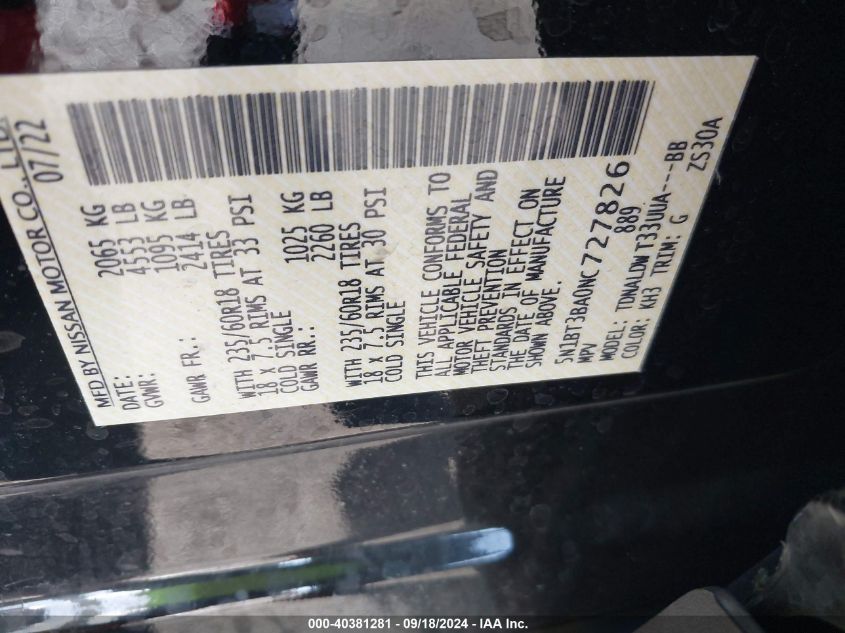 MFD BY NISSAN MOTOR CO., LTD.
DATE: 07/22
GVWR: 2065 KG
4553 LB
GAWR FR.: 1095 KG
2414 LB
WITH 235/60R18 TIRES
18 X 7.5 RIMS AT 33 PSI
COLD SINGLE
GAWR RR.: 1025 KG
2260 LB
WITH 235/60R18 TIRES
18 X 7.5 RIMS AT 30 PSI
COLD SINGLE
THIS VEHICLE CONFORMS TO
ALL APPLICABLE FEDERAL
MOTOR VEHICLE SAFETY AND
THEFT PREVENTION
STANDARDS IN EFFECT ON
THE DATE OF MANUFACTURE
SHOWN ABOVE.
5N1BT3BA0NC727826
MPV 889
MODEL: TDNALDW T33UUA---BB
COLOR: KH3 TRIM: G ZS30A
000-40381281 - 09/18/2024 - IAA Inc.